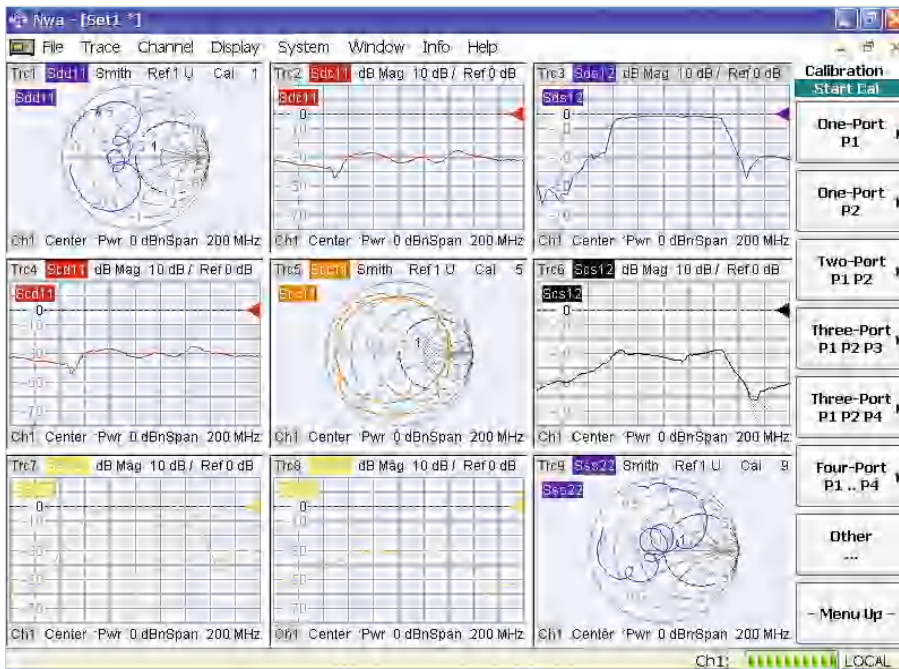 Nwa - [Set1 *]
File Trace Channel Display System Window Info Help
Trc1 Sdd11 Smith Ref 1 U Cal 1
Sdd11
1
Ch1 Center Pwr 0 dBm Span 200 MHz
Trc2 Sdc11 dB Mag 10 dB / Ref 0 dB
Sdc11
0
Ch1 Center Pwr 0 dBm Span 200 MHz
Trc3 Sds12 dB Mag 10 dB / Ref 0 dB
Sds12
0
Ch1 Center Pwr 0 dBm Span 200 MHz
Trc4 Scd11 dB Mag 10 dB / Ref 0 dB
Scd11
0
Ch1 Center Pwr 0 dBm Span 200 MHz
Trc5 Scc11 Smith Ref 1 U Cal 5
Scc11
1
Ch1 Center Pwr 0 dBm Span 200 MHz
Trc6 Scs12 dB Mag 10 dB / Ref 0 dB
Scs12
0
Ch1 Center Pwr 0 dBm Span 200 MHz
Trc7 dB Mag 10 dB / Ref 0 dB
0
Ch1 Center Pwr 0 dBm Span 200 MHz
Trc8 dB Mag 10 dB / Ref 0 dB
0
Ch1 Center Pwr 0 dBm Span 200 MHz
Trc9 Sss22 Smith Ref 1 U Cal 9
Sss22
Ch1 Center Pwr 0 dBm Span 200 MHz
Calibration
Start Cal
One-Port
P1
One-Port
P2
Two-Port
P1 P2
Three-Port
P1 P2 P3
Three-Port
P1 P2 P4
Four-Port
P1 .. P4
Other
...
- Menu Up -
Ch1: LOCAL